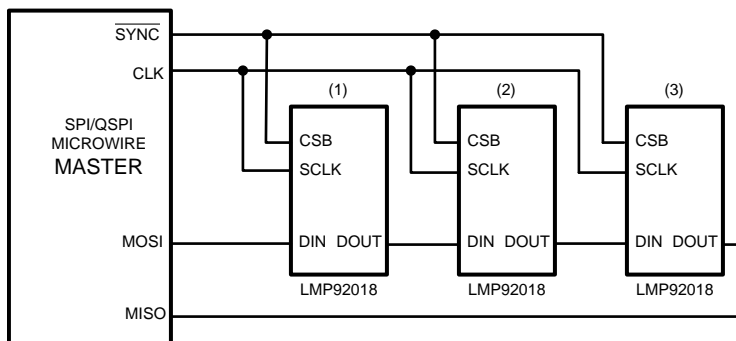 SYNC
CLK
(1) (2) (3)
SPI/QSPI
MICROWIRE
MASTER
CSB CSB CSB
SCLK SCLK SCLK
MOSI DIN DOUT DIN DOUT DIN DOUT
LMP92018 LMP92018 LMP92018
MISO